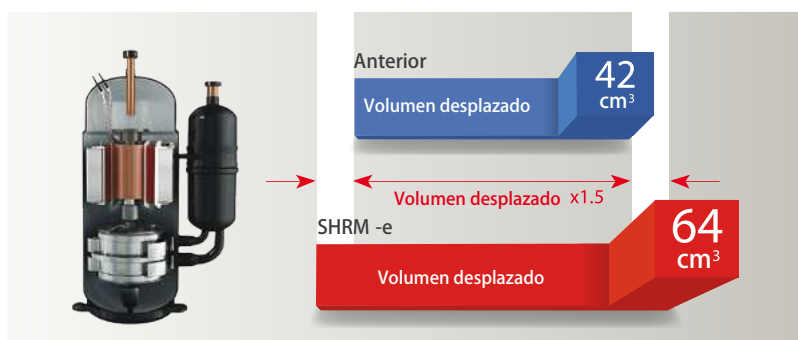 Anterior
Volumen desplazado
42
cm³
Volumen desplazado x1.5
SHRM -e
Volumen desplazado
64
cm³